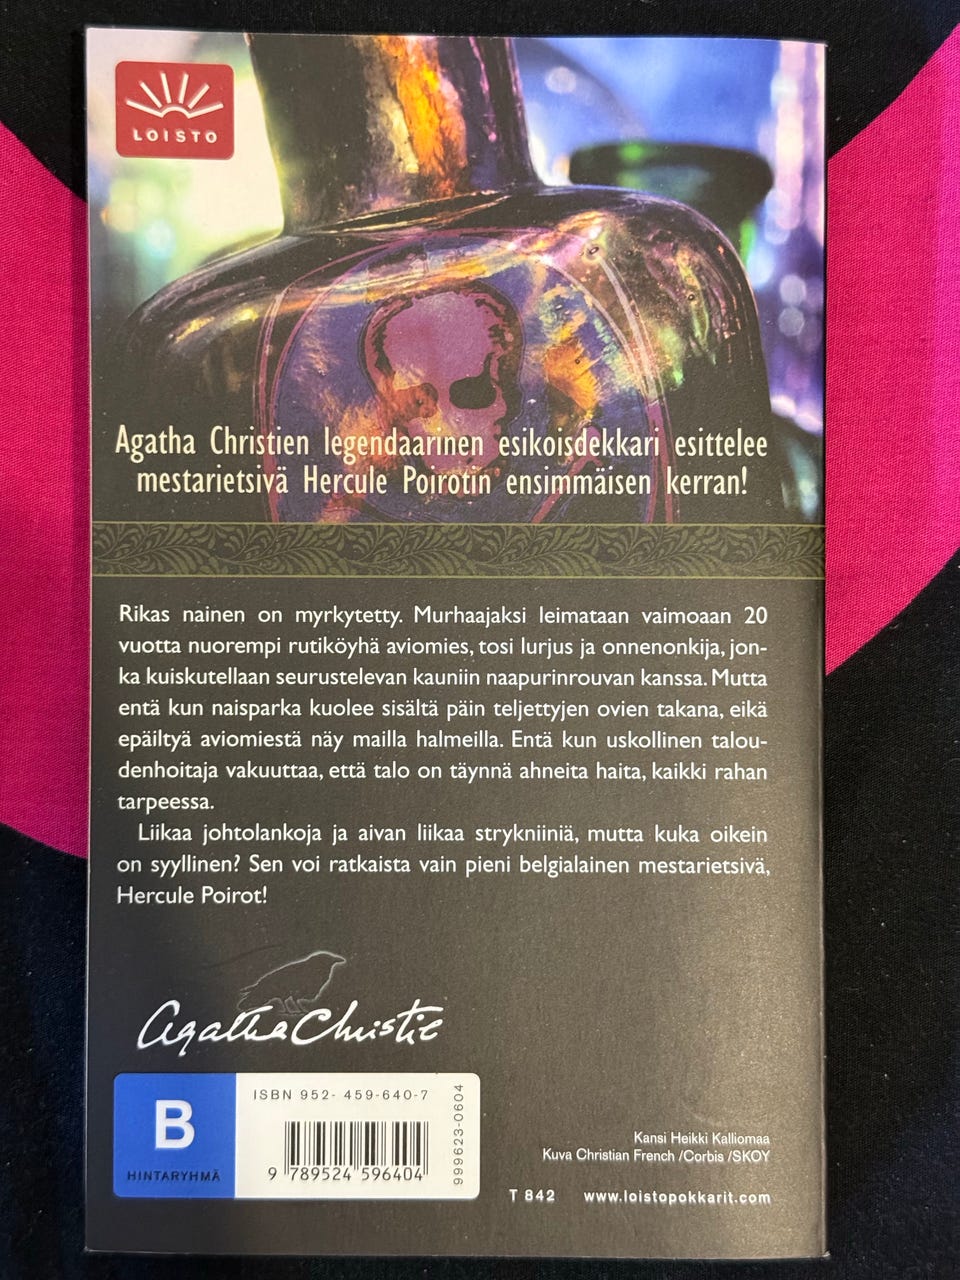 LOISTO
Agatha Christien legendaarinen esikoisdekkari esittelee
mestarietsivä Hercule Poirotin ensimmäisen kerran!
Rikas nainen on myrkytetty. Murhaajaksi leimataan vaimoaan 20
vuotta nuorempi rutiköyhä aviomies, tosi lurjus ja onnenonkija, jon-
ka kuiskutellaan seurustelevan kauniin naapurinrouvan kanssa. Mutta
entä kun naisparka kuolee sisältä päin teljettyjen ovien takana, eikä
epäiltyä aviomiestä näy mailla halmeilla. Entä kun uskollinen talou-
denhoitaja vakuuttaa, että talo on täynnä ahneita haita, kaikki rahan
tarpeessa.
Liikaa johtolankoja ja aivan liikaa strykniiniä, mutta kuka oikein
on syyllinen? Sen voi ratkaista vain pieni belgialainen mestarietsivä,
Hercule Poirot!
Agatha Christie
B
HINTARYHMÄ
ISBN 952- 459-640-7
9 789524 596404
999623-0604
Kansi Heikki Kalliomaa
Kuva Christian French /Corbis /SKOY
T 842 www.loistopokkarit.com